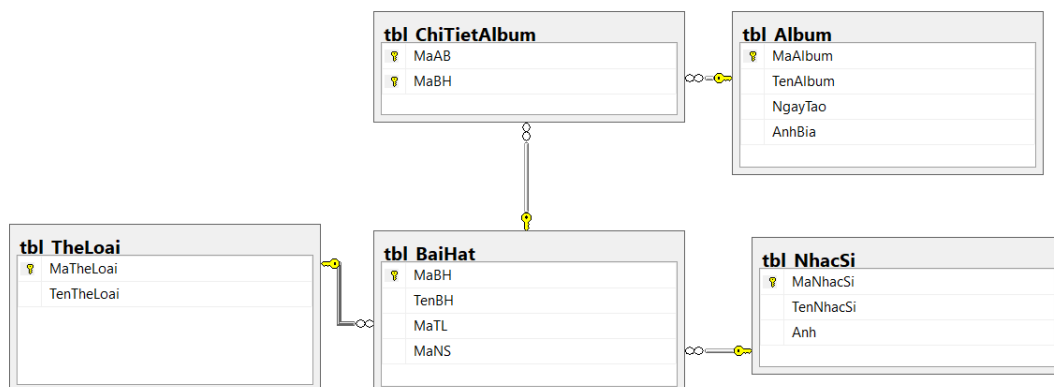 tbl_ChiTietAlbum
MaAB
MaBH
tbl_Album
MaAlbum
TenAlbum
NgayTao
AnhBia
tbl_TheLoai
MaTheLoai
TenTheLoai
tbl_BaiHat
MaBH
TenBH
MaTL
MaNS
tbl_NhacSi
MaNhacSi
TenNhacSi
Anh